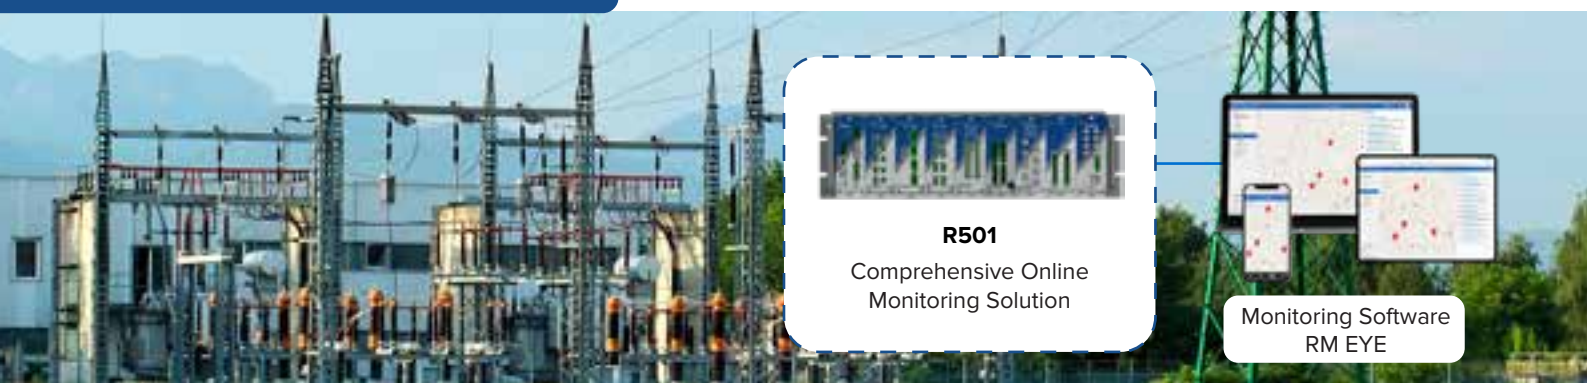 R501
Comprehensive Online
Monitoring Solution
Monitoring Software
RM EYE